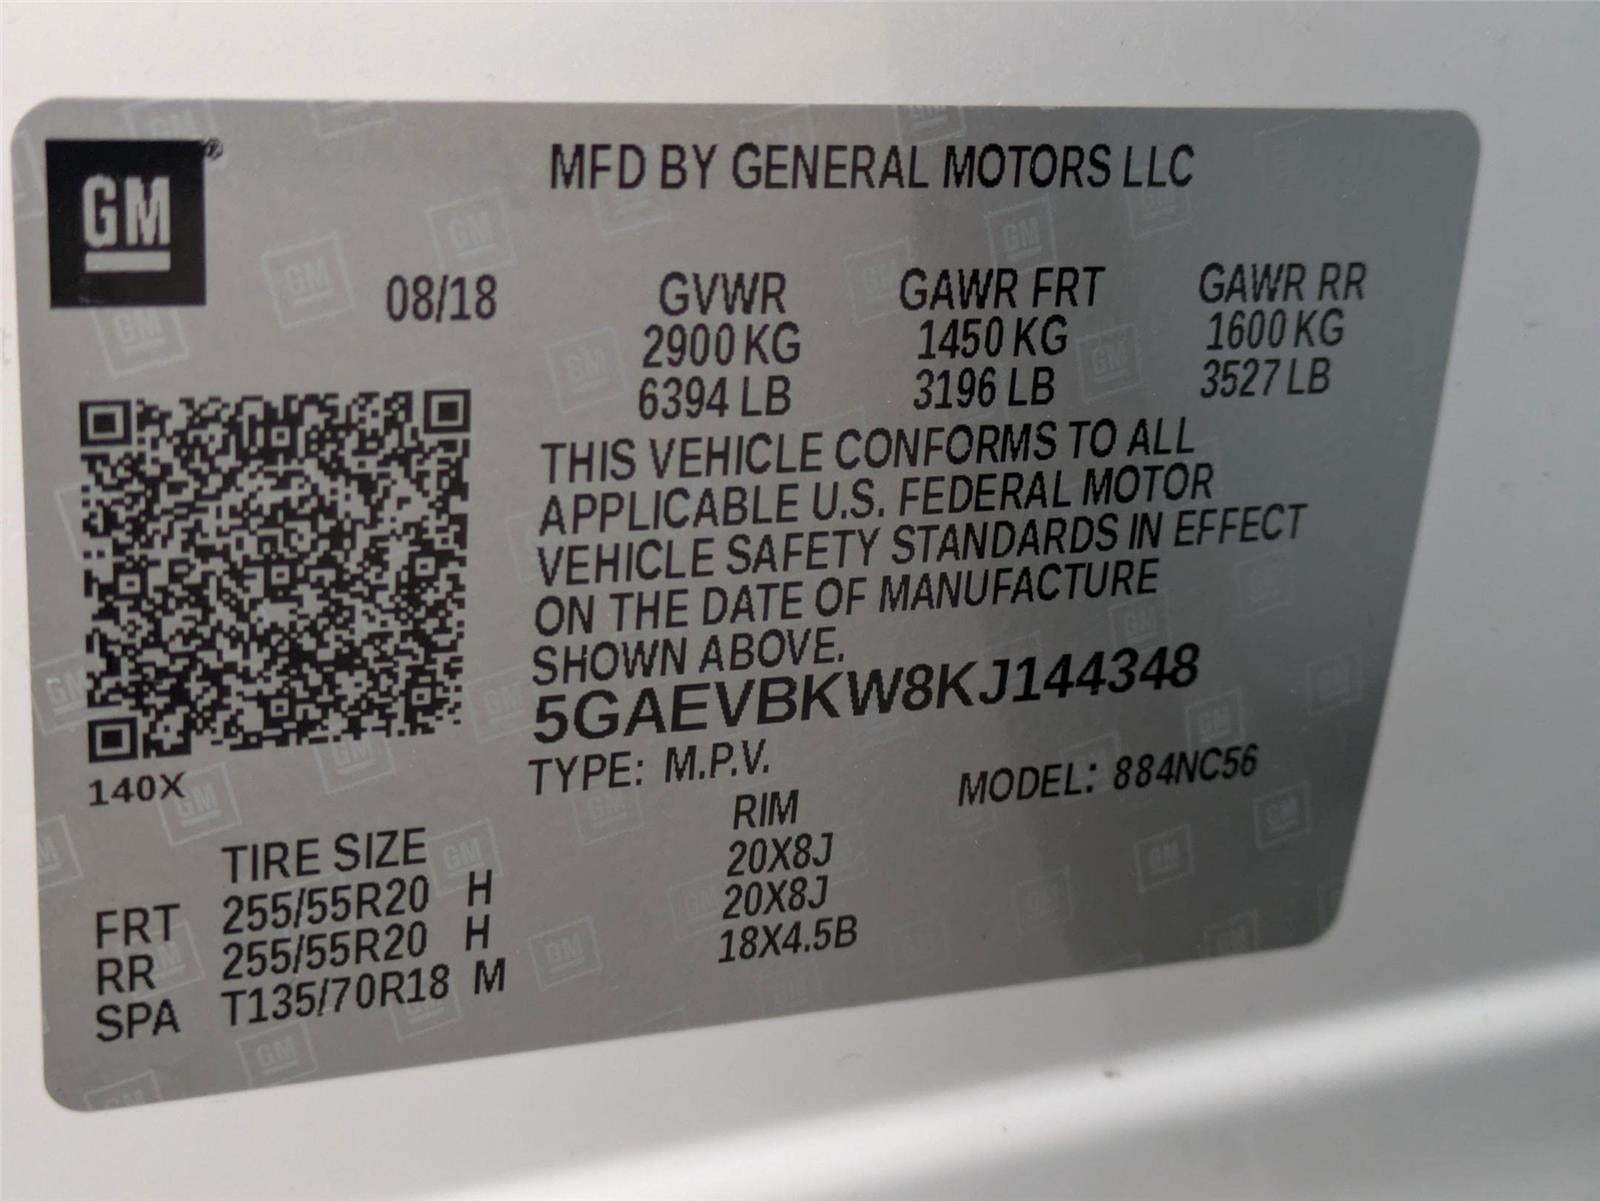 GM
MFD BY GENERAL MOTORS LLC
08/18 GVWR GAWR FRT GAWR RR
2900 KG 1450 KG 1600 KG
6394 LB 3196 LB 3527 LB
THIS VEHICLE CONFORMS TO ALL
APPLICABLE U.S. FEDERAL MOTOR
VEHICLE SAFETY STANDARDS IN EFFECT
ON THE DATE OF MANUFACTURE
SHOWN ABOVE.
5GAEVBKW8KJ144348
140X
TYPE: M.P.V. MODEL: 884NC56
TIRE SIZE RIM
FRT 255/55R20 H 20X8J
RR 255/55R20 H 20X8J
SPA T135/70R18 M 18X4.5B